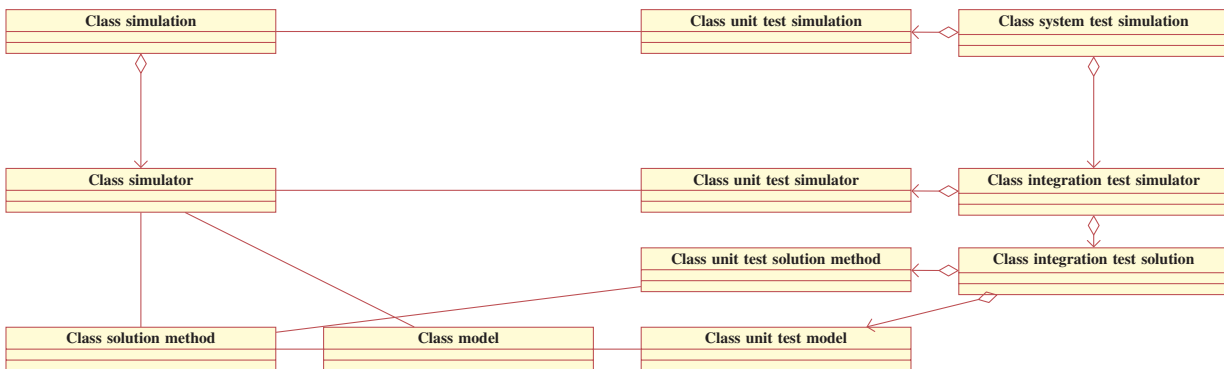 Class simulation
Class unit test simulation
Class system test simulation
Class simulator
Class unit test simulator
Class integration test simulator
Class unit test solution method
Class integration test solution
Class solution method
Class model
Class unit test model